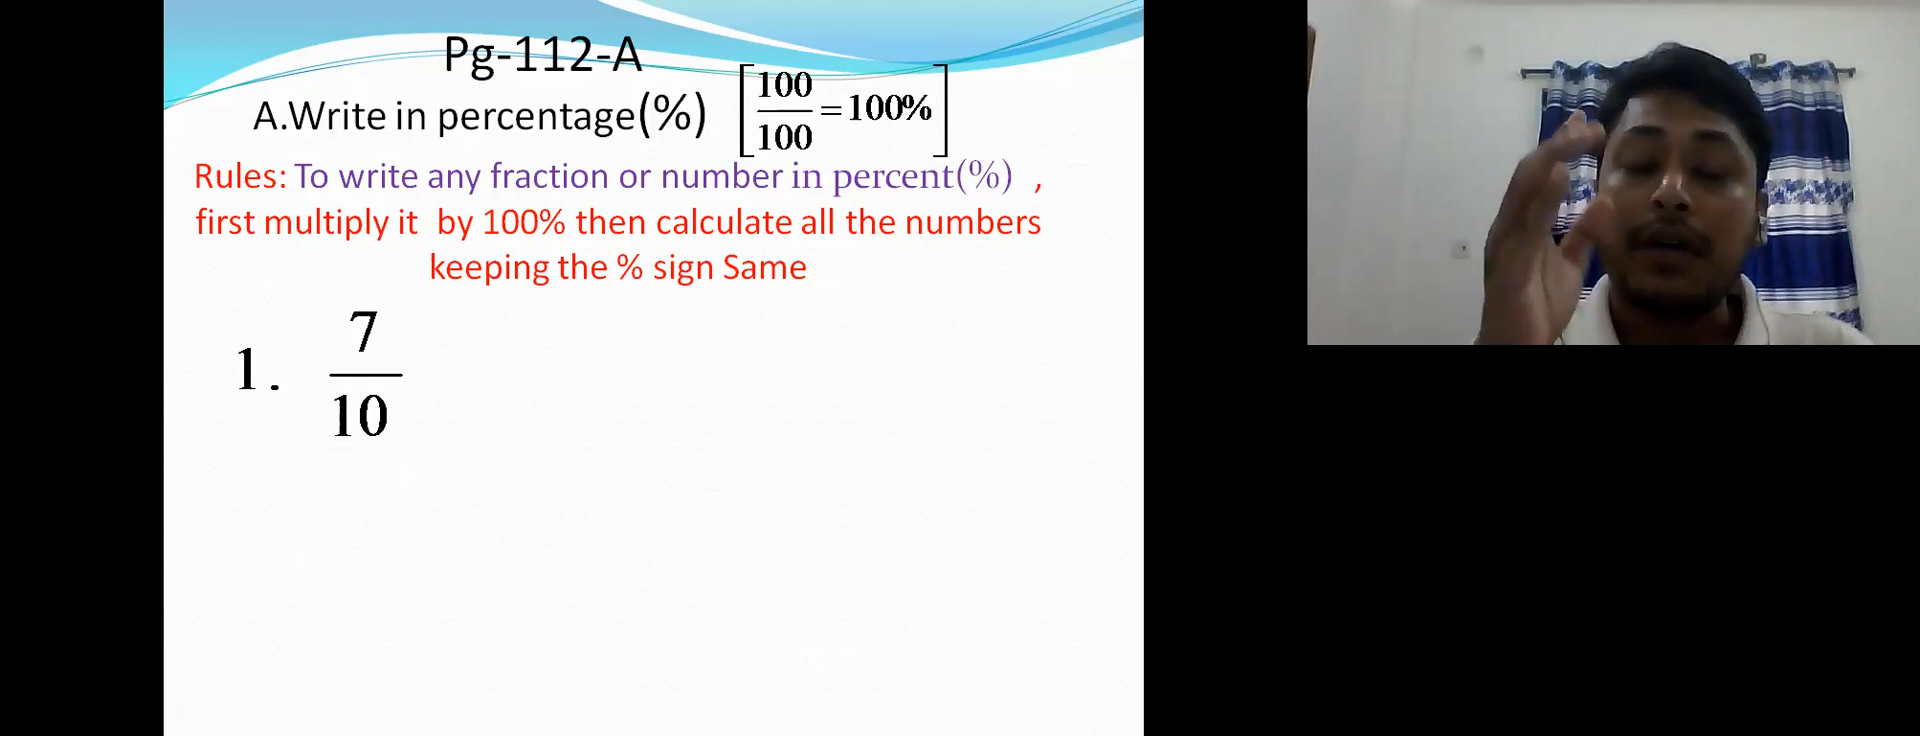 Pg-112-A
A.Write in percentage(%) [100/100 = 100%]
Rules: To write any fraction or number in percent(%) ,
first multiply it by 100% then calculate all the numbers
keeping the % sign Same
1. 7/10